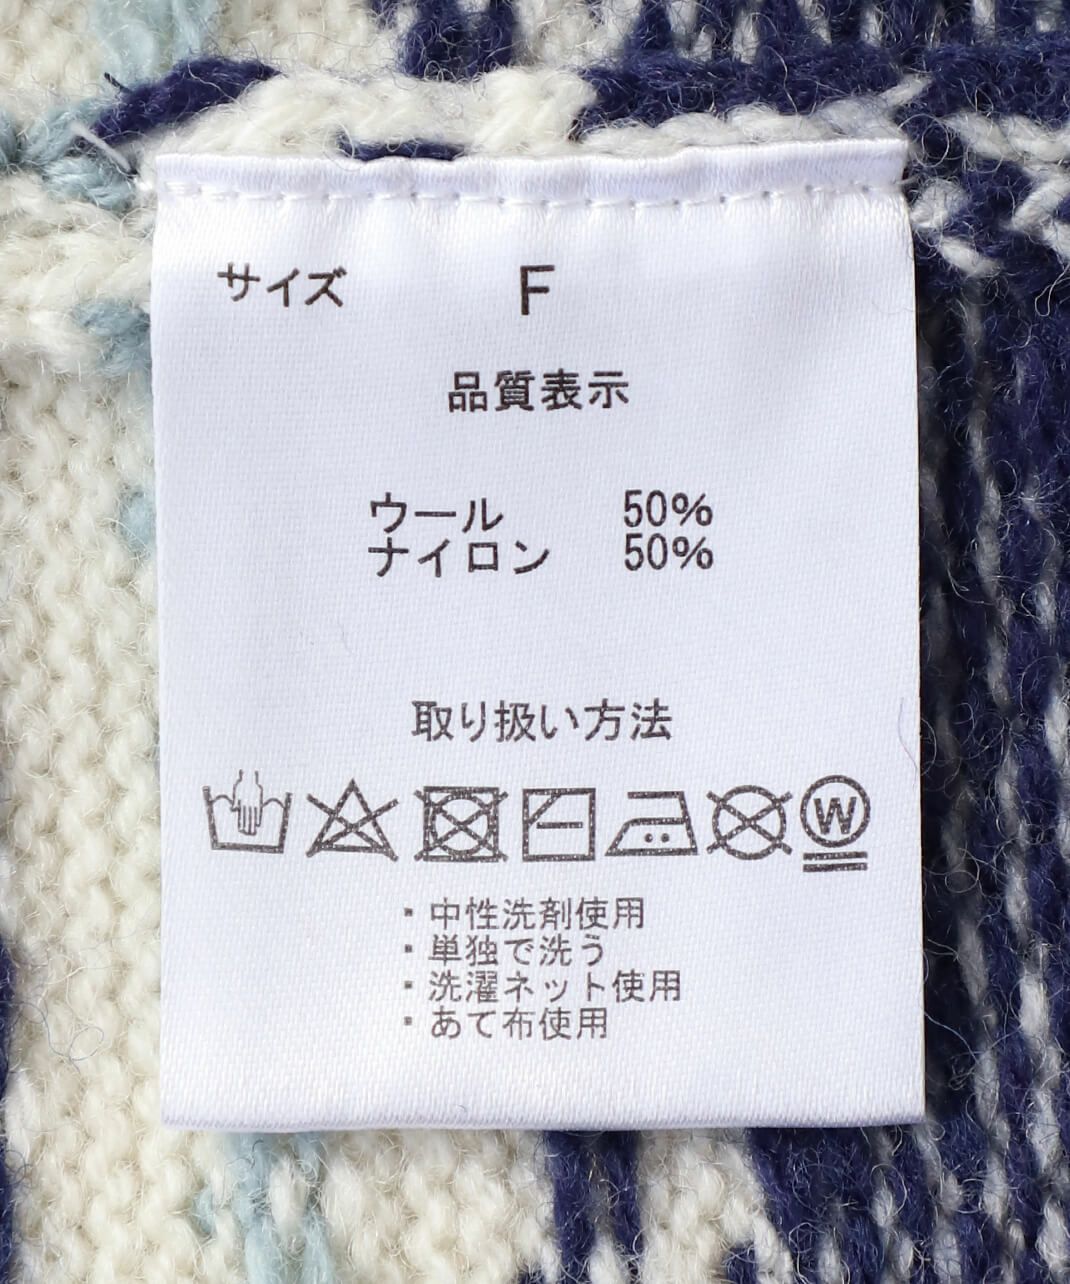 サイズ F
品質表示
ウール 50%
ナイロン 50%
取り扱い方法
W
・中性洗剤使用
・単独で洗う
・洗濯ネット使用
・あて布使用